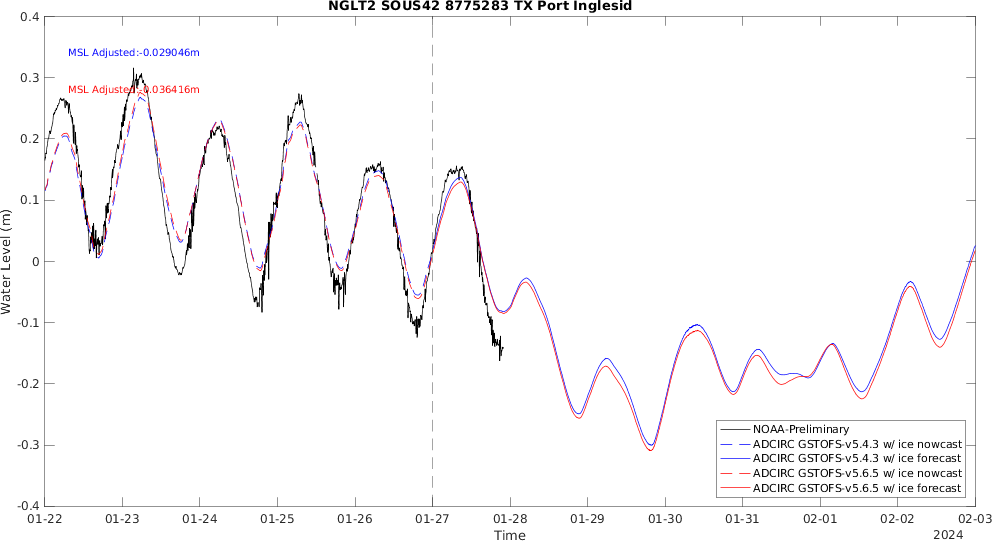 NGLT2 SOUS42 8775283 TX Port Inglesid
0.4
MSL Adjusted:-0.029046m
0.3
MSL Adjusted:-0.036416m
0.2
0.1
0
-0.1
-0.2
-0.3
-0.4
Water Level (m)
NOAA-Preliminary
ADCIRC GSTOFS-v5.4.3 w/ ice nowcast
ADCIRC GSTOFS-v5.4.3 w/ ice forecast
ADCIRC GSTOFS-v5.6.5 w/ ice nowcast
ADCIRC GSTOFS-v5.6.5 w/ ice forecast
01-22 01-23 01-24 01-25 01-26 01-27 01-28 01-29 01-30 01-31 02-01 02-02 02-03
Time
2024